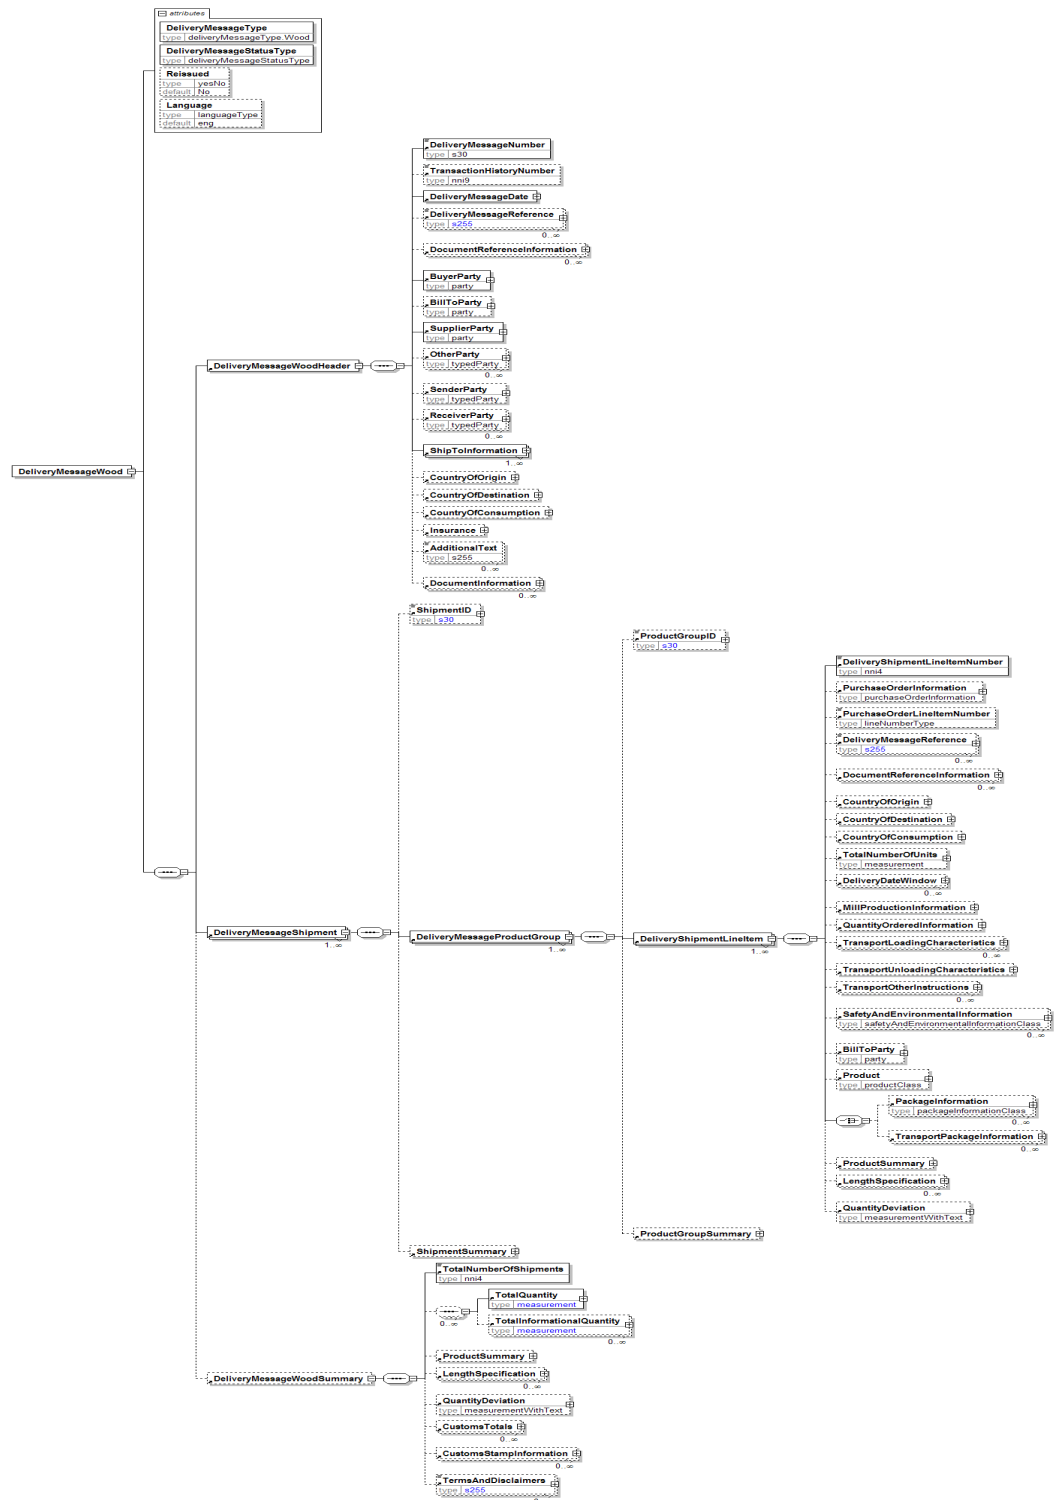 attributes
DeliveryMessageType
type deliveryMessageType.Wood
DeliveryMessageStatusType
type deliveryMessageStatusType
Reissued
type yesNo
default No
Language
type languageType
default eng
DeliveryMessageNumber
type s30
TransactionHistoryNumber
type nni9
DeliveryMessageDate
DeliveryMessageReference
type s255
0..∞
DocumentReferenceInformation
0..∞
BuyerParty
type party
BillToParty
type party
SupplierParty
type party
DeliveryMessageWoodHeader
OtherParty
type typedParty
0..∞
SenderParty
type typedParty
ReceiverParty
type typedParty
0..∞
ShipToInformation
1..∞
DeliveryMessageWood
CountryOfOrigin
CountryOfDestination
CountryOfConsumption
Insurance
AdditionalText
type s255
0..∞
DocumentInformation
0..∞
ShipmentID
type s30
ProductGroupID
type s30
DeliveryShipmentLineItemNumber
type nni4
PurchaseOrderInformation
type purchaseOrderInformation
PurchaseOrderLineItemNumber
type lineNumberType
DeliveryMessageReference
type s255
0..∞
DocumentReferenceInformation
0..∞
CountryOfOrigin
CountryOfDestination
CountryOfConsumption
TotalNumberOfUnits
type measurement
DeliveryDateWindow
0..∞
MillProductionInformation
QuantityOrderedInformation
DeliveryMessageShipment
1..∞
DeliveryMessageProductGroup
1..∞
DeliveryShipmentLineItem
1..∞
TransportLoadingCharacteristics
0..∞
TransportUnloadingCharacteristics
TransportOtherInstructions
0..∞
SafetyAndEnvironmentalInformation
type safetyAndEnvironmentalInformationClass
0..∞
BillToParty
type party
Product
type productClass
PackageInformation
type packageInformationClass
0..∞
TransportPackageInformation
0..∞
ProductSummary
LengthSpecification
0..∞
QuantityDeviation
type measurementWithText
ProductGroupSummary
ShipmentSummary
TotalNumberOfShipments
type nni4
TotalQuantity
type measurement
0..∞
TotalInformationalQuantity
type measurement
0..∞
ProductSummary
LengthSpecification
0..∞
DeliveryMessageWoodSummary
QuantityDeviation
type measurementWithText
CustomsTotals
0..∞
CustomsStampInformation
0..∞
TermsAndDisclaimers
type s255